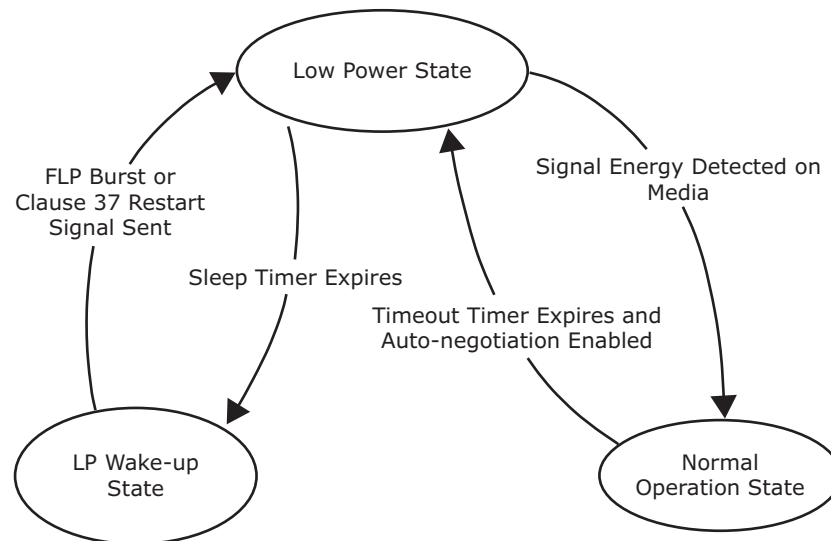 Low Power State
FLP Burst or
Clause 37 Restart
Signal Sent
Signal Energy Detected on
Media
Sleep Timer Expires
Timeout Timer Expires and
Auto-negotiation Enabled
LP Wake-up
State
Normal
Operation State